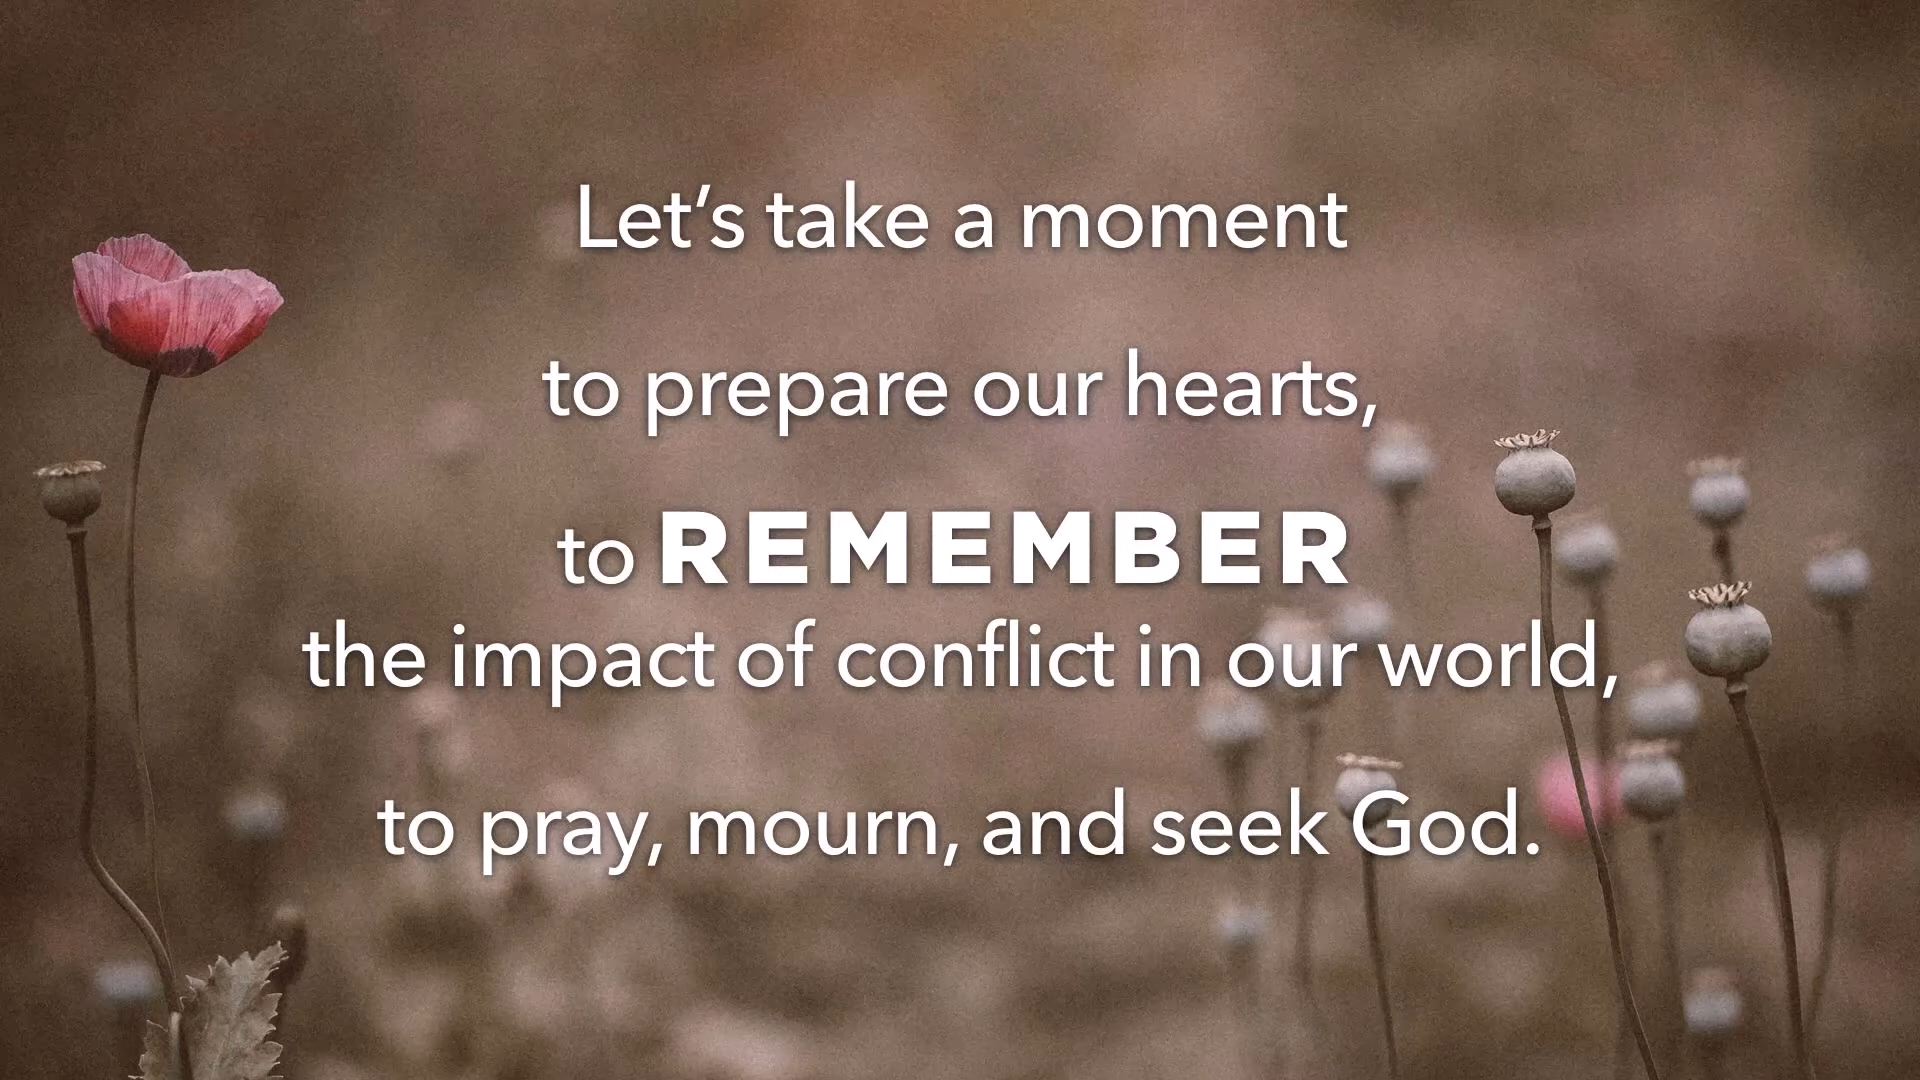 Let’s take a moment
to prepare our hearts,
to REMEMBER
the impact of conflict in our world,
to pray, mourn, and seek God.